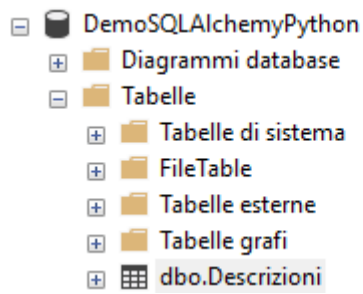 DemoSQLAlchemyPython
Diagrammi database
Tabelle
Tabelle di sistema
FileTable
Tabelle esterne
Tabelle grafi
dbo.Descrizioni